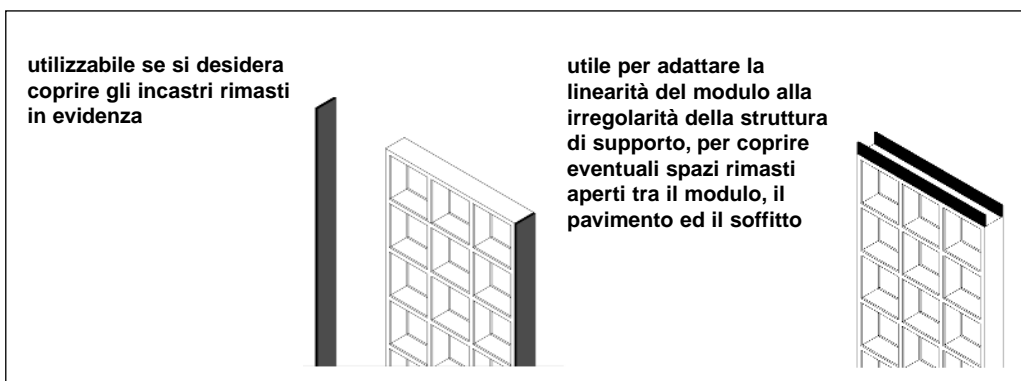 utilizzabile se si desidera
coprire gli incastri rimasti
in evidenza
utile per adattare la
linearità del modulo alla
irregolarità della struttura
di supporto, per coprire
eventuali spazi rimasti
aperti tra il modulo, il
pavimento ed il soffitto